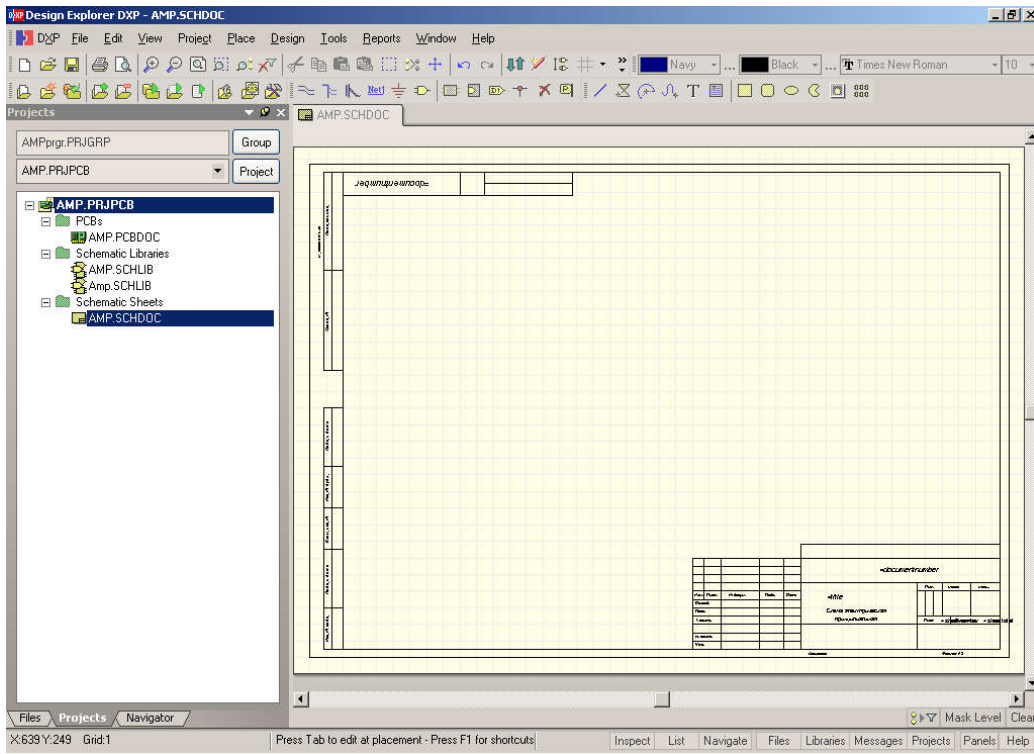 Design Explorer DXP - AMP.SCHDOC
DXP File Edit View Project Place Design Tools Reports Window Help
Navy ... Black ... Times New Roman 10
Projects
AMP.SCHDOC
AMPprgr.PRJGRP Group
AMP.PRJPCB Project
AMP.PRJPCB
PCBs
AMP.PCBDOC
Schematic Libraries
AMP.SCHLIB
Amp.SCHLIB
Schematic Sheets
AMP.SCHDOC
=documentnumber
=documentnumber
=title
Files Projects Navigator
Mask Level Clear
X:639 Y:249 Grid:1
Press Tab to edit at placement - Press F1 for shortcuts
Inspect List Navigate Files Libraries Messages Projects Panels Help